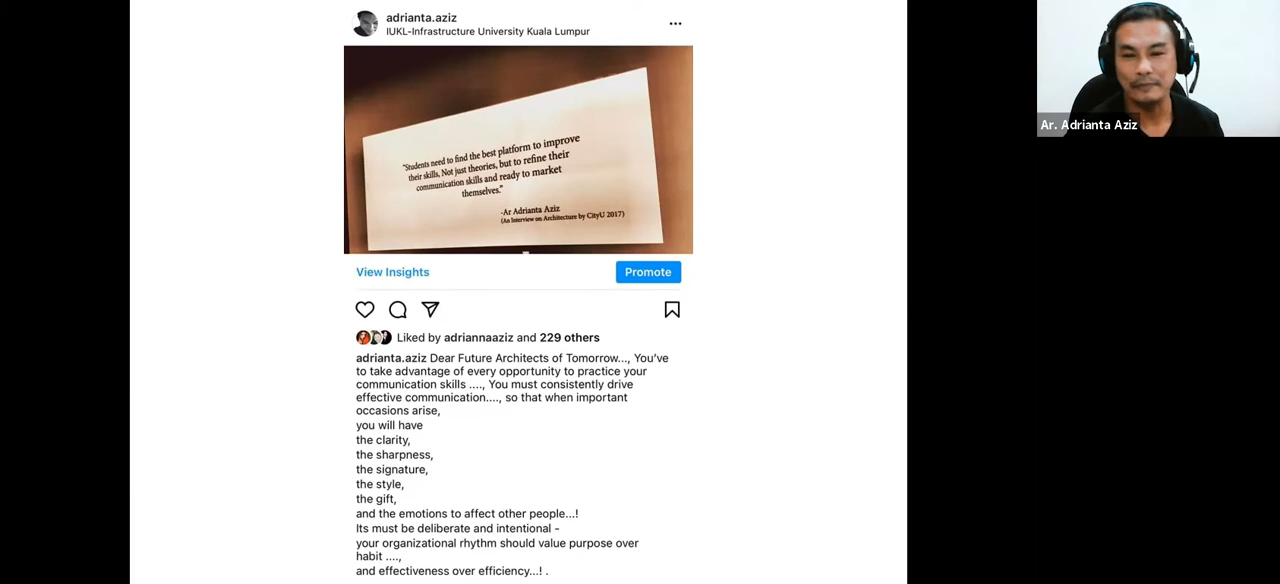 adrianta.aziz
IUKL-Infrastructure University Kuala Lumpur
"Students need to find the best platform to improve
their skills, Not just theories, but to refine their
communication skills and ready to market
themselves."
-Ar Adrianta Aziz
(An Interview on Architecture by CityU 2017)
View Insights
Promote
Liked by adriannaaziz and 229 others
adrianta.aziz Dear Future Architects of Tomorrow..., You've
to take advantage of every opportunity to practice your
communication skills ...., You must consistently drive
effective communication...., so that when important
occasions arise,
you will have
the clarity,
the sharpness,
the signature,
the style,
the gift,
and the emotions to affect other people...!
Its must be deliberate and intentional -
your organizational rhythm should value purpose over
habit ....,
and effectiveness over efficiency...! .
Ar. Adrianta Aziz